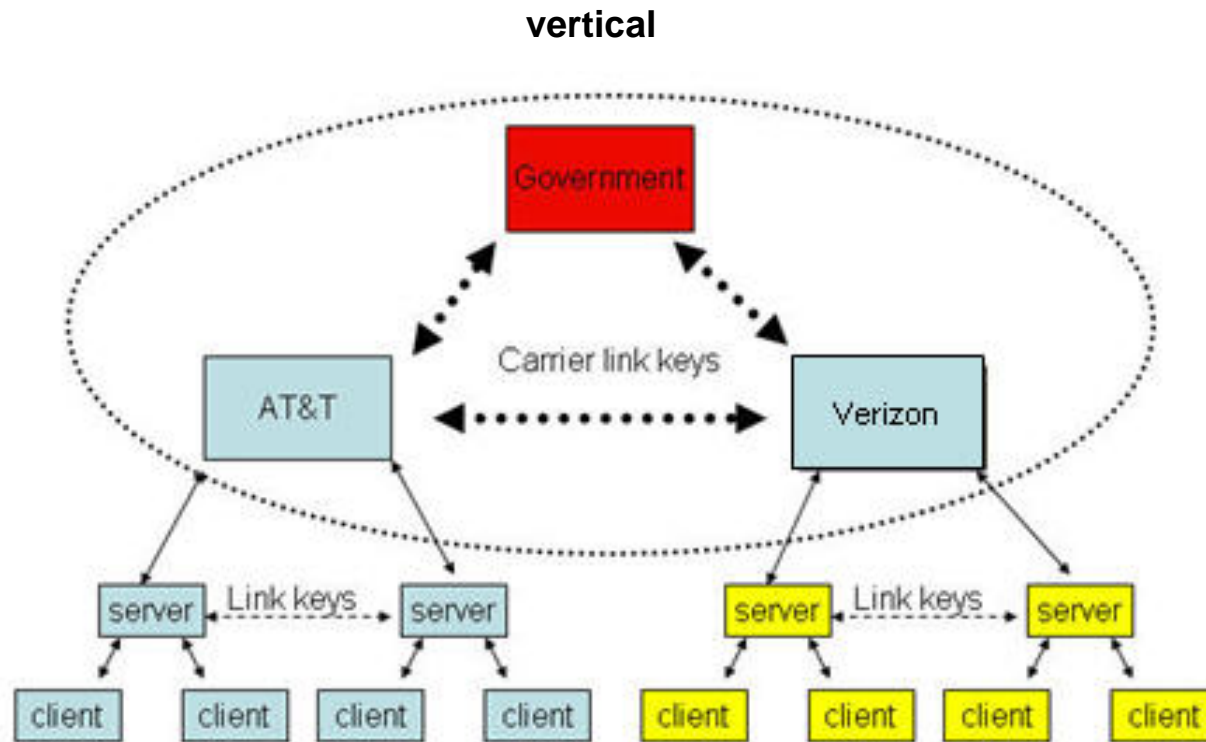 vertical
Government
Carrier link keys
AT&T
Verizon
server
Link keys
server
server
Link keys
server
client
client
client
client
client
client
client
client